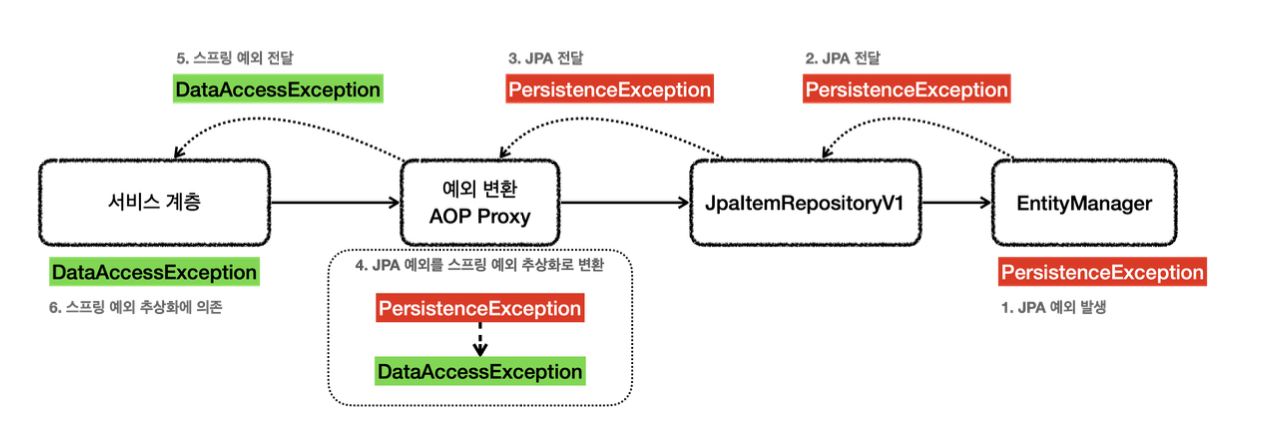 5. 스프링 예외 전달
DataAccessException
3. JPA 전달
PersistenceException
2. JPA 전달
PersistenceException
서비스 계층
예외 변환
AOP Proxy
JpaItemRepositoryV1
EntityManager
DataAccessException
6. 스프링 예외 추상화에 의존
4. JPA 예외를 스프링 예외 추상화로 변환
PersistenceException
DataAccessException
PersistenceException
1. JPA 예외 발생